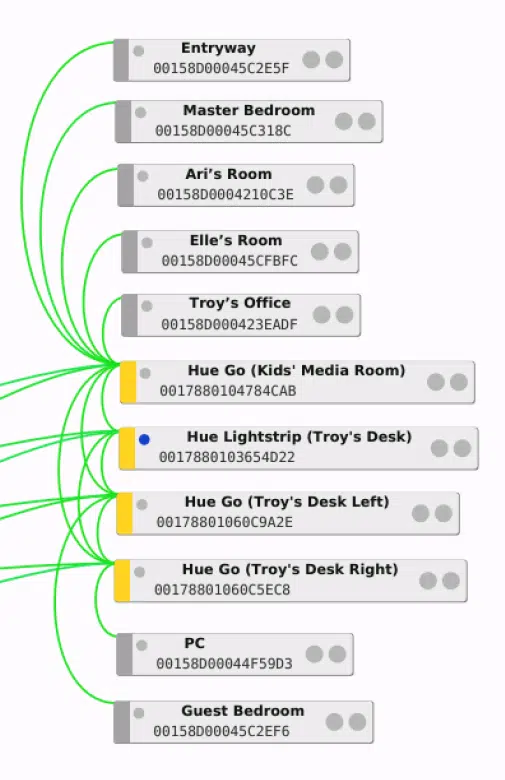 Entryway
00158D00045C2E5F
Master Bedroom
00158D00045C318C
Ari’s Room
00158D0004210C3E
Elle’s Room
00158D00045CFBFC
Troy’s Office
00158D000423EADF
Hue Go (Kids' Media Room)
0017880104784CAB
Hue Lightstrip (Troy's Desk)
0017880103654D22
Hue Go (Troy's Desk Left)
00178801060C9A2E
Hue Go (Troy's Desk Right)
00178801060C5EC8
PC
00158D00044F59D3
Guest Bedroom
00158D00045C2EF6